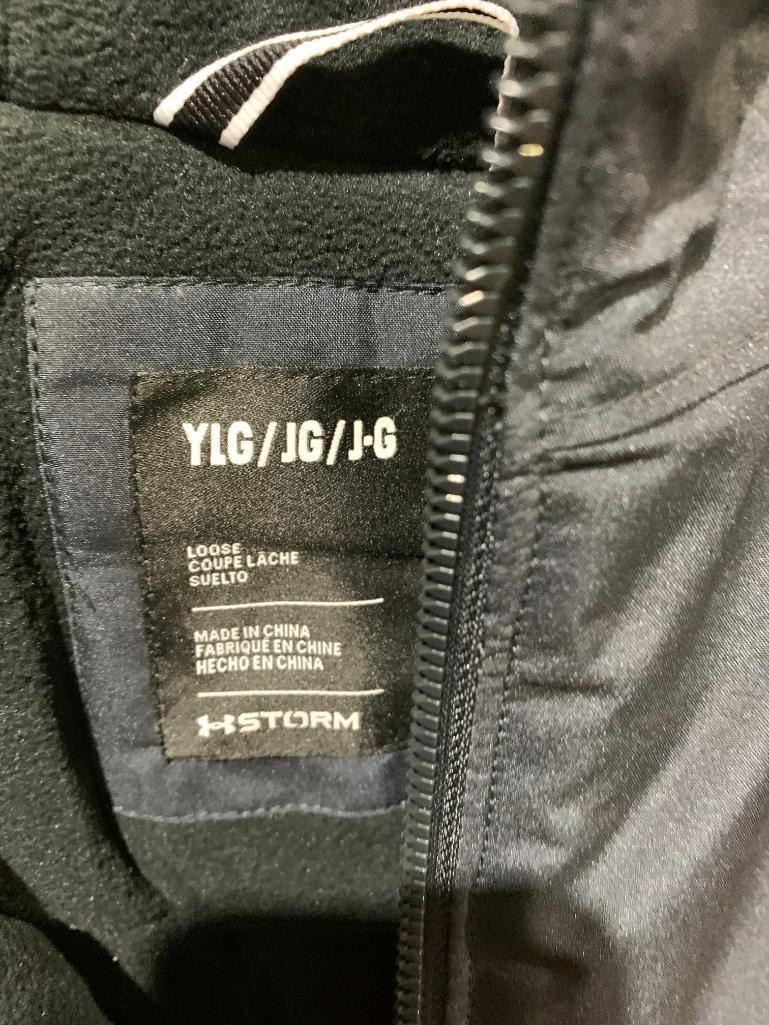 YLG/JG/J·G
LOOSE
COUPE LÂCHE
SUELTO
MADE IN CHINA
FABRIQUÉ EN CHINE
HECHO EN CHINA
STORM